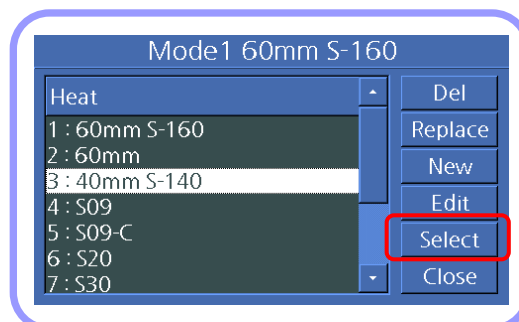 Mode1 60mm S-160
Heat
1 : 60mm S-160
2 : 60mm
3 : 40mm S-140
4 : S09
5 : S09-C
6 : S20
7 : S30
Del
Replace
New
Edit
Select
Close